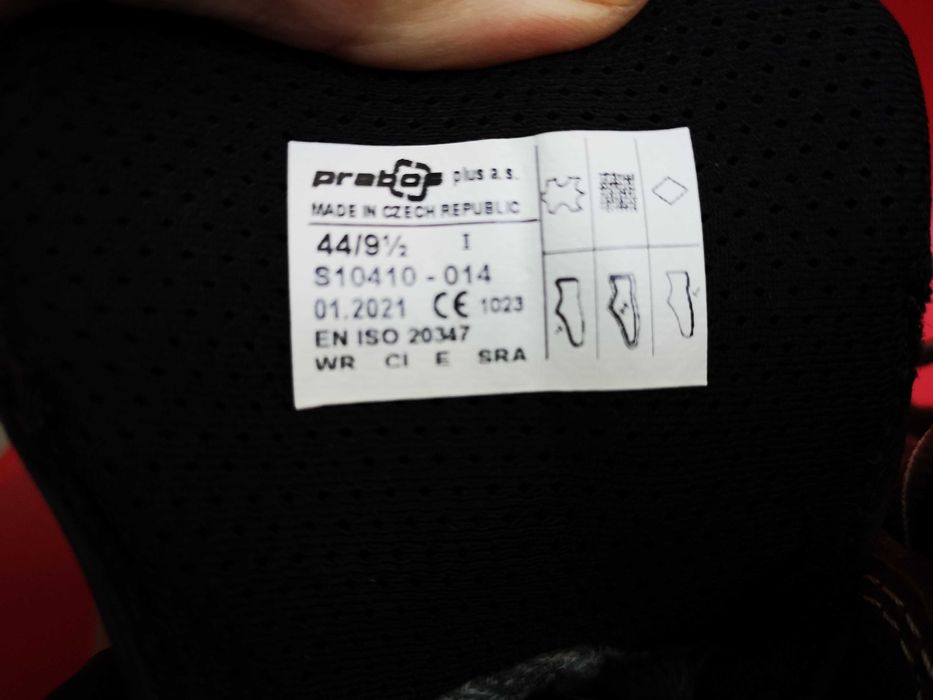 prabos plus a.s.
MADE IN CZECH REPUBLIC
44/9½ I
S10410 - 014
01.2021 CE 1023
EN ISO 20347
WR CI E SRA